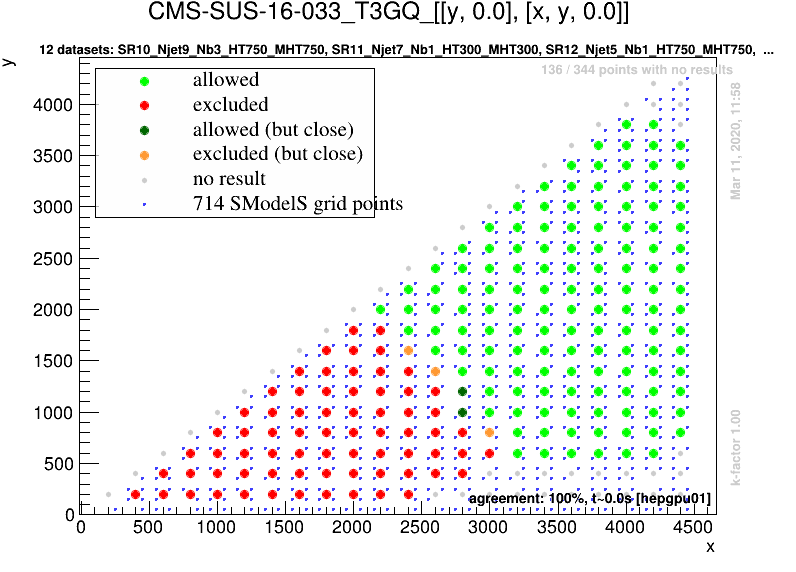 CMS-SUS-16-033_T3GQ_[[y, 0.0], [x, y, 0.0]]
12 datasets: SR10_Njet9_Nb3_HT750_MHT750, SR11_Njet7_Nb1_HT300_MHT300, SR12_Njet5_Nb1_HT750_MHT750, ...
y
136 / 344 points with no results
allowed
excluded
allowed (but close)
excluded (but close)
no result
714 SModelS grid points
Mar 11, 2020, 11:58
k-factor 1.00
4000
3500
3000
2500
2000
1500
1000
500
0
agreement: 100%, t~0.0s [hepgpu01]
0 500 1000 1500 2000 2500 3000 3500 4000 4500
x